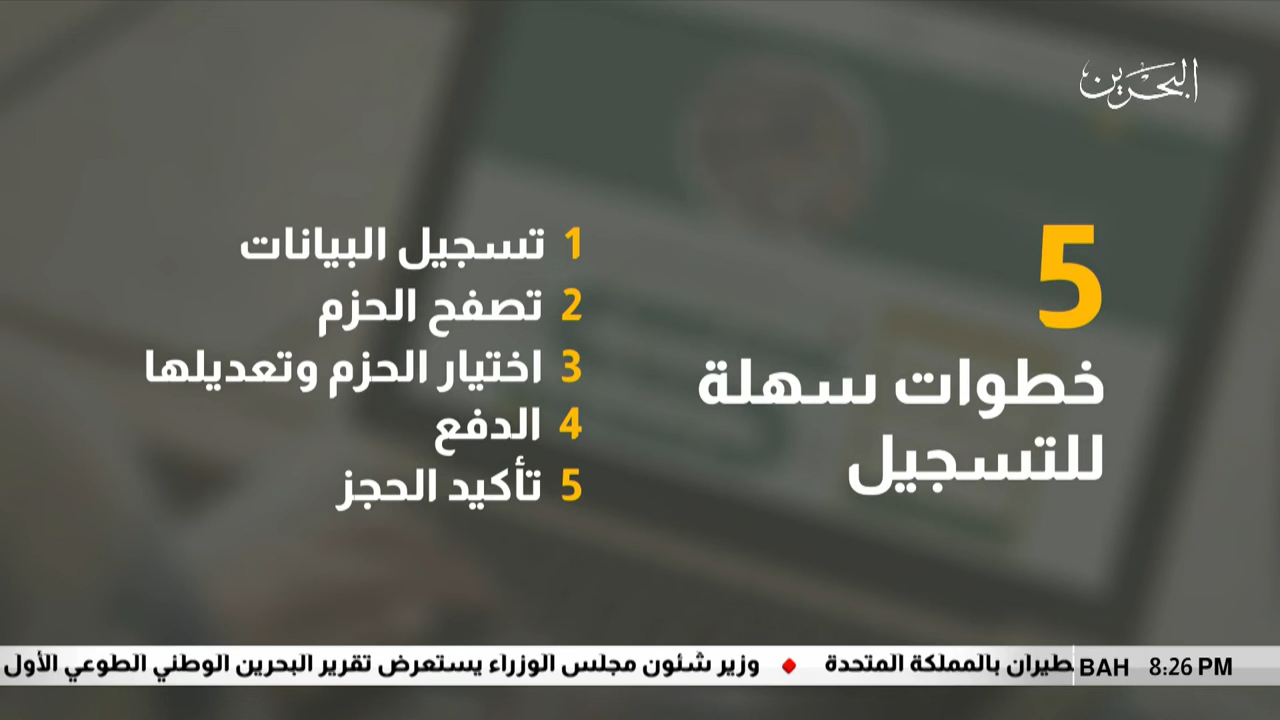 البحرين
5
خطوات سهلة
للتسجيل
1 تسجيل البيانات
2 تصفح الحزم
3 اختيار الحزم وتعديلها
4 الدفع
5 تأكيد الحجز
BAH 8:26 PM
طيران بالمملكة المتحدة ♦ وزير شئون مجلس الوزراء يستعرض تقرير البحرين الوطني الطوعي الأول